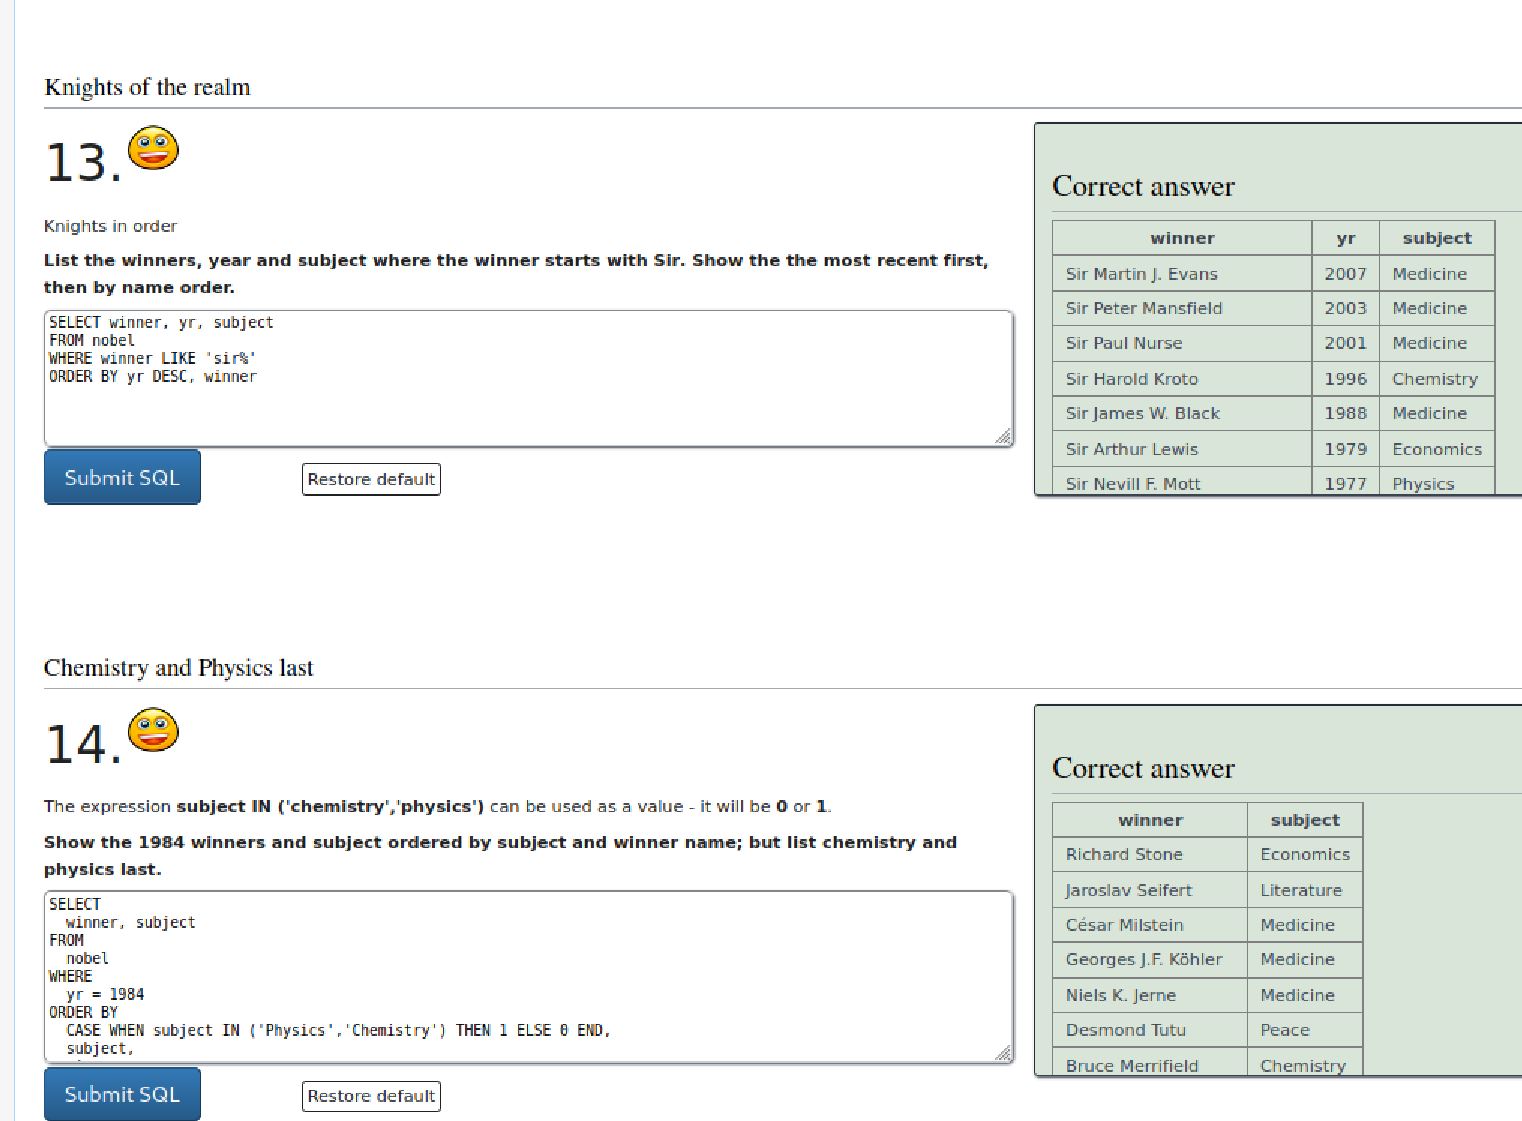 Knights of the realm
13.
Knights in order
List the winners, year and subject where the winner starts with Sir. Show the the most recent first,
then by name order.
SELECT winner, yr, subject
FROM nobel
WHERE winner LIKE 'sir%'
ORDER BY yr DESC, winner
Submit SQL
Restore default
Correct answer
winner yr subject
Sir Martin J. Evans 2007 Medicine
Sir Peter Mansfield 2003 Medicine
Sir Paul Nurse 2001 Medicine
Sir Harold Kroto 1996 Chemistry
Sir James W. Black 1988 Medicine
Sir Arthur Lewis 1979 Economics
Sir Nevill F. Mott 1977 Physics
Chemistry and Physics last
14.
The expression subject IN ('chemistry','physics') can be used as a value - it will be 0 or 1.
Show the 1984 winners and subject ordered by subject and winner name; but list chemistry and
physics last.
SELECT
winner, subject
FROM
nobel
WHERE
yr = 1984
ORDER BY
CASE WHEN subject IN ('Physics','Chemistry') THEN 1 ELSE 0 END,
subject,
Submit SQL
Restore default
Correct answer
winner subject
Richard Stone Economics
Jaroslav Seifert Literature
César Milstein Medicine
Georges J.F. Köhler Medicine
Niels K. Jerne Medicine
Desmond Tutu Peace
Bruce Merrifield Chemistry